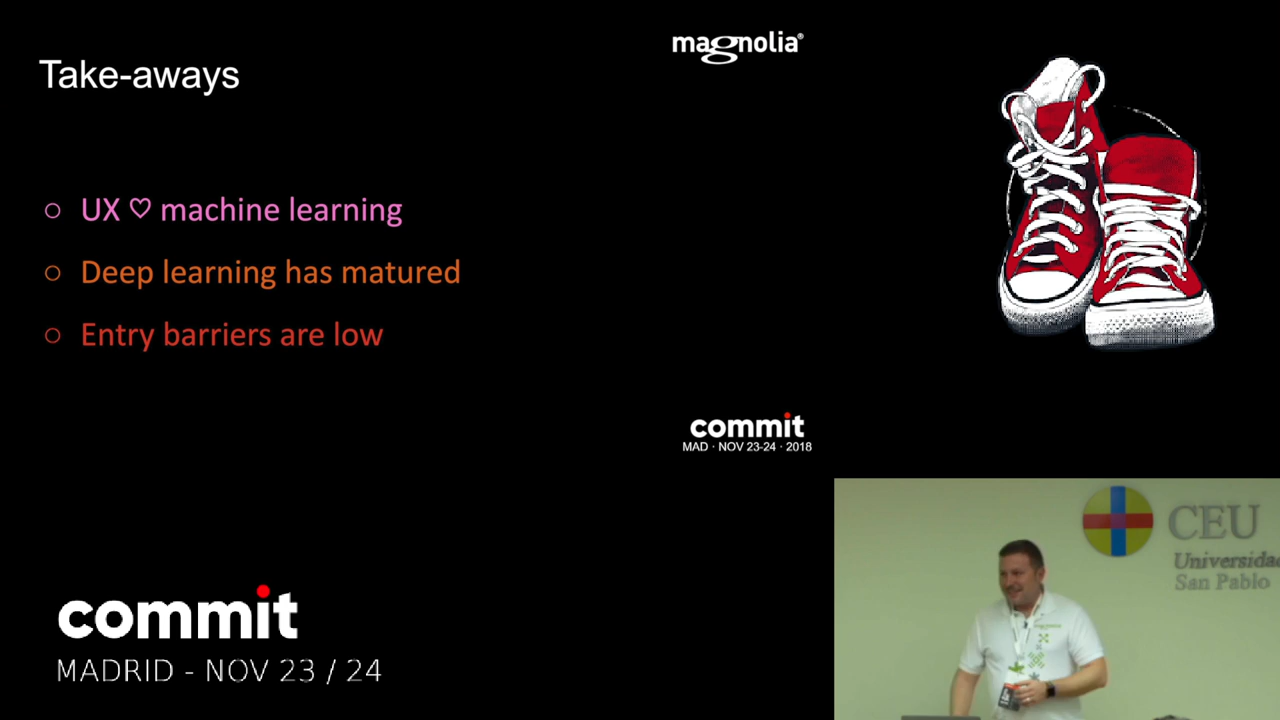 magnolia®
Take-aways
○ UX ♡ machine learning
○ Deep learning has matured
○ Entry barriers are low
commit
MAD · NOV 23-24 · 2018
CEU
Universidad
San Pablo
commit
MADRID - NOV 23 / 24